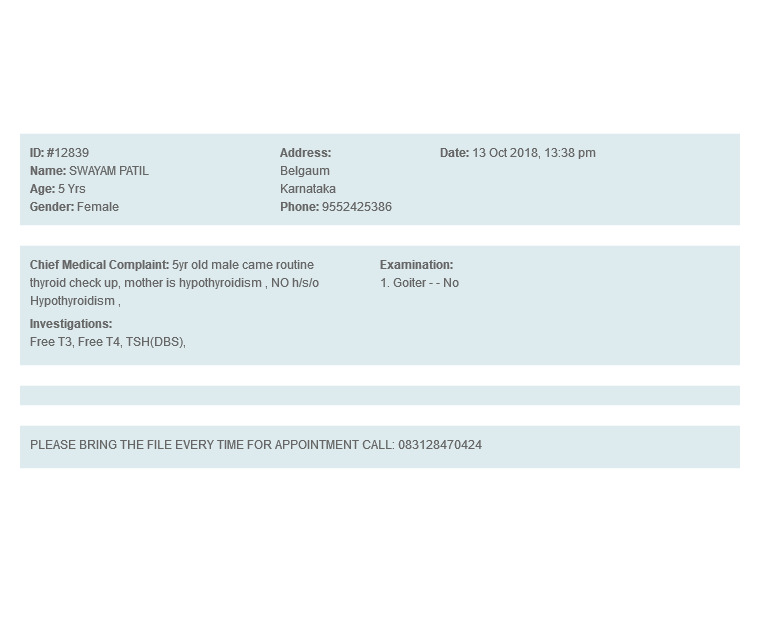 ID: #12839
Name: SWAYAM PATIL
Age: 5 Yrs
Gender: Female
Address:
Belgaum
Karnataka
Phone: 9552425386
Date: 13 Oct 2018, 13:38 pm
Chief Medical Complaint: 5yr old male came routine
thyroid check up, mother is hypothyroidism , NO h/s/o
Hypothyroidism ,
Investigations:
Free T3, Free T4, TSH(DBS),
Examination:
1. Goiter - - No
PLEASE BRING THE FILE EVERY TIME FOR APPOINTMENT CALL: 083128470424